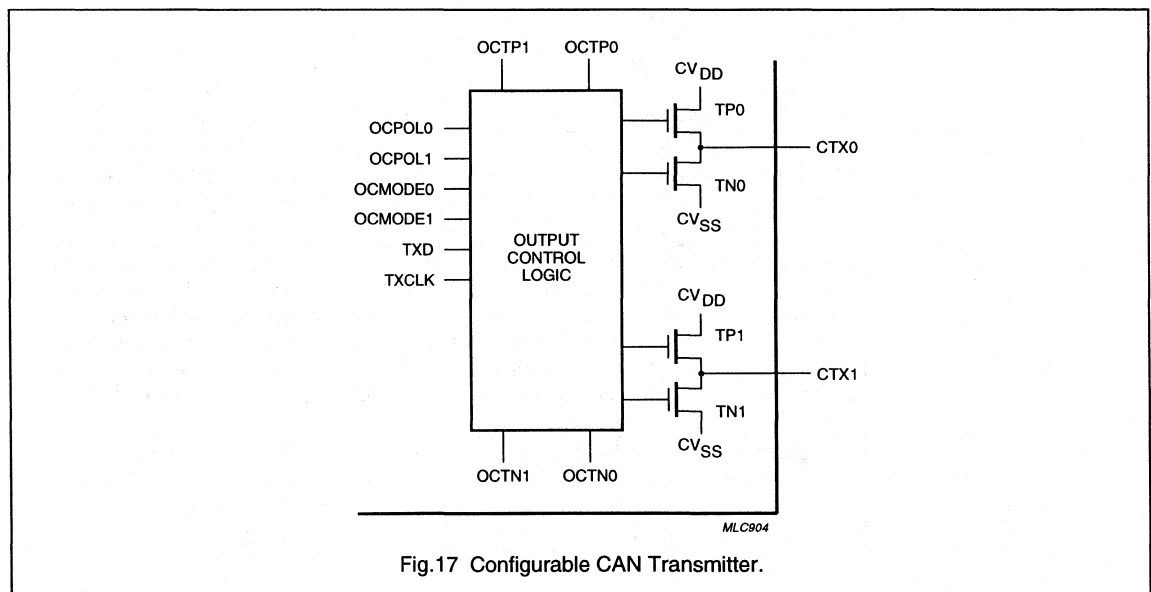 OCTP1 OCTP0
CVDD
TP0
OCPOL0
CTX0
OCPOL1
TN0
OCMODE0
CVSS
OCMODE1
OUTPUT
CONTROL
LOGIC
TXD
TXCLK
CVDD
TP1
CTX1
TN1
CVSS
OCTN1 OCTN0
MLC904
Fig.17 Configurable CAN Transmitter.